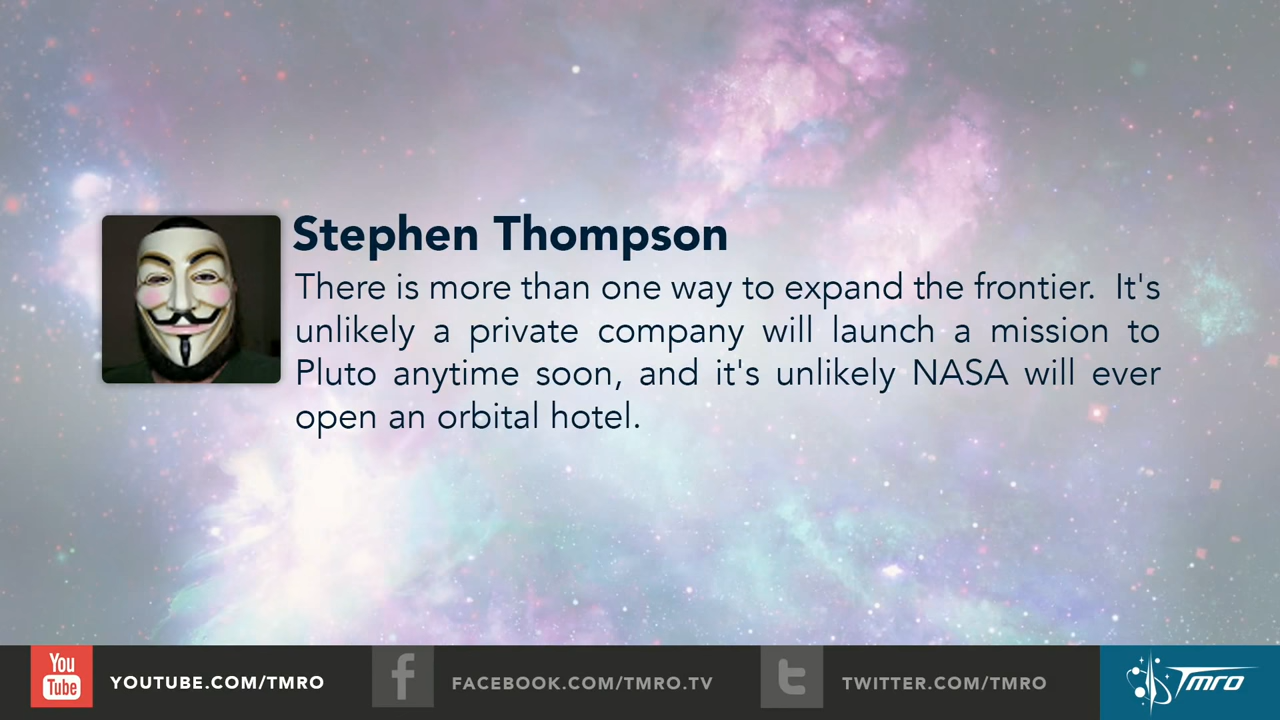 Stephen Thompson
There is more than one way to expand the frontier.  It's
unlikely a private company will launch a mission to
Pluto anytime soon, and it's unlikely NASA will ever
open an orbital hotel.
You
Tube
YOUTUBE.COM/TMRO
f
FACEBOOK.COM/TMRO.TV
t
TWITTER.COM/TMRO
Tmro